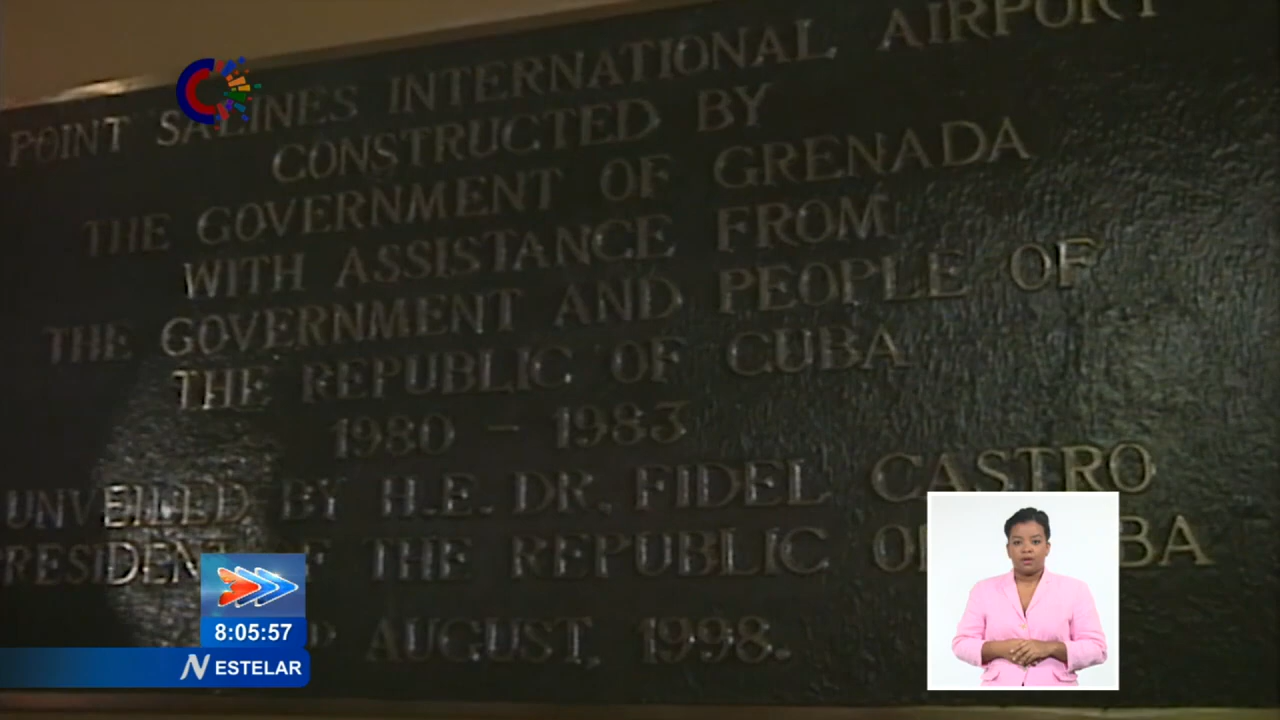 POINT SALINES INTERNATIONAL AIRPORT
CONSTRUCTED BY
THE GOVERNMENT OF GRENADA
WITH ASSISTANCE FROM
THE GOVERNMENT AND PEOPLE OF
THE REPUBLIC OF CUBA
1980 - 1983
UNVEILED BY H.E. DR. FIDEL CASTRO
PRESIDENT THE REPUBLIC
AUGUST, 1998.
8:05:57
N ESTELAR